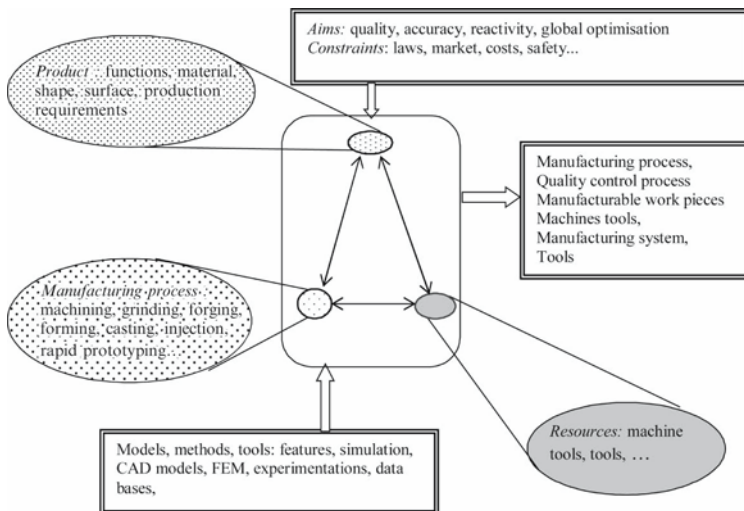 Aims: quality, accuracy, reactivity, global optimisation
Constraints: laws, market, costs, safety...
Product : functions, material,
shape, surface, production
requirements
Manufacturing process,
Quality control process
Manufacturable work pieces
Machines tools,
Manufacturing system,
Tools
Manufacturing process :
machining, grinding, forging,
forming, casting, injection,
rapid prototyping…
Resources: machine
tools, tools, …
Models, methods, tools: features, simulation,
CAD models, FEM, experimentations, data
bases,